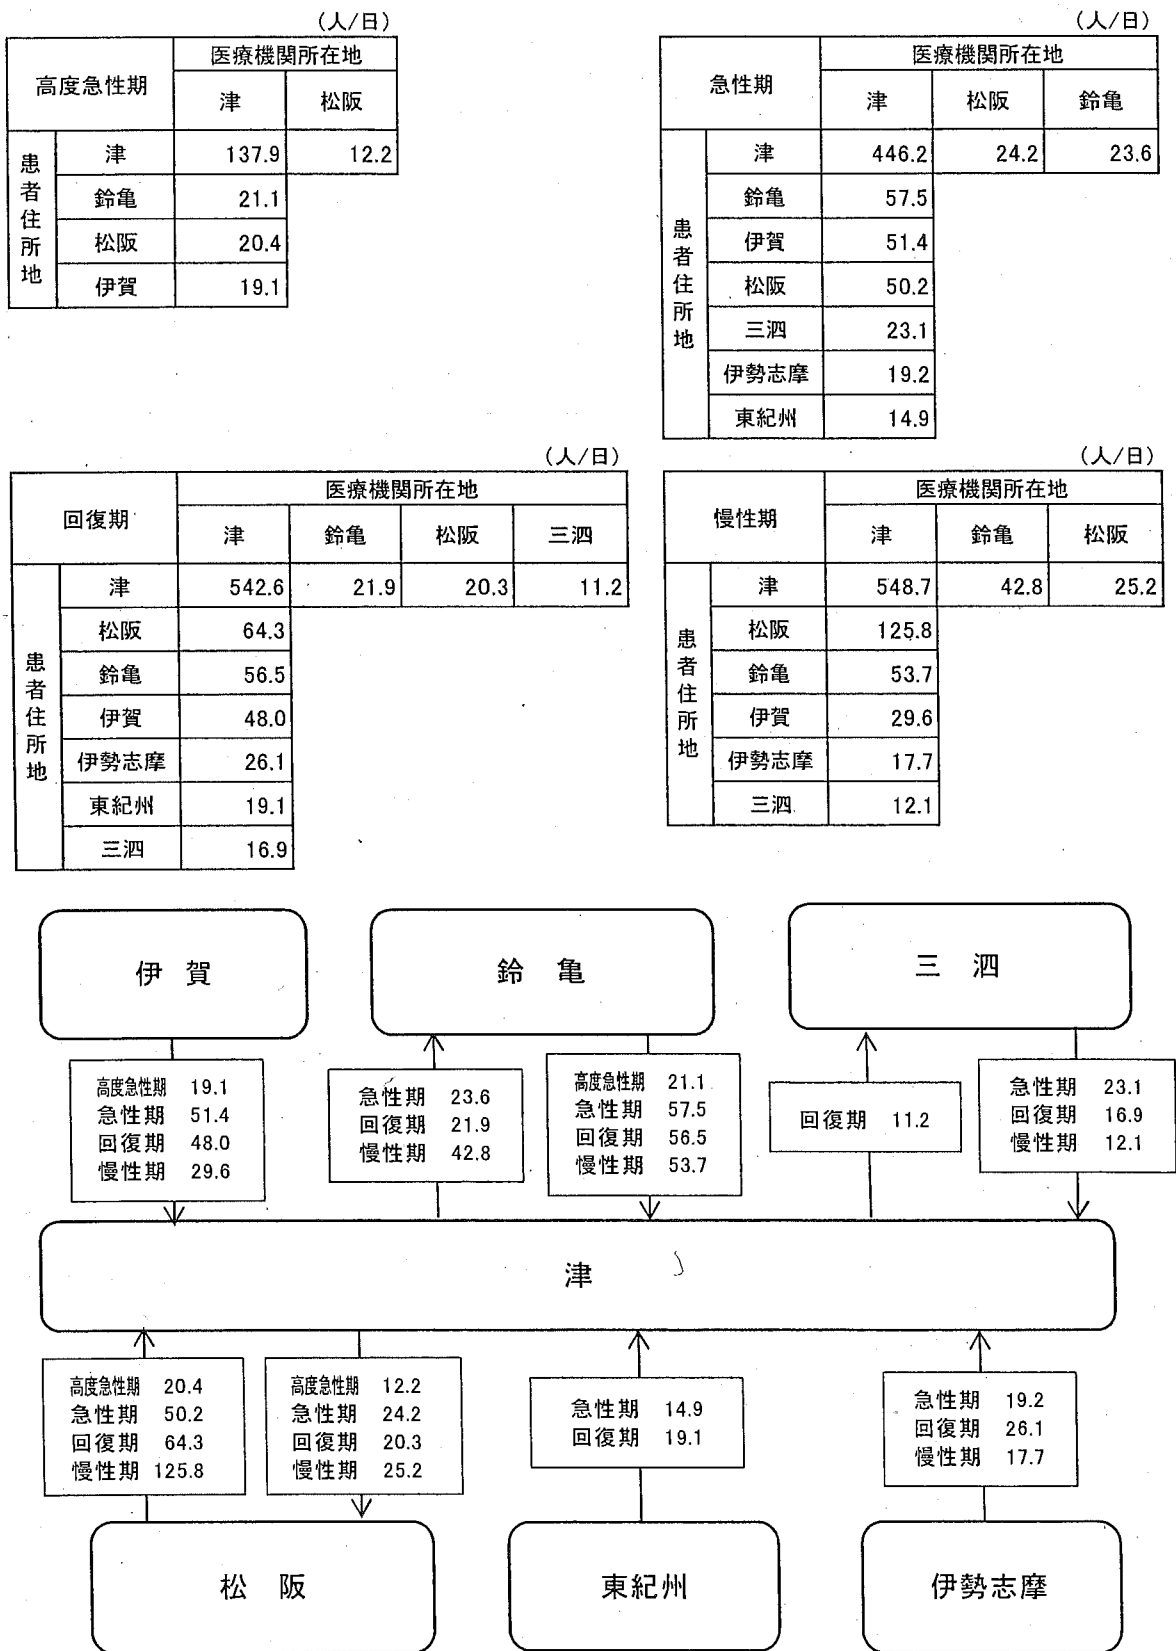 (人/日)
高度急性期 医療機関所在地
津 松阪
患者住所地 津 137.9 12.2
鈴亀 21.1
松阪 20.4
伊賀 19.1
(人/日)
急性期 医療機関所在地
津 松阪 鈴亀
患者住所地 津 446.2 24.2 23.6
鈴亀 57.5
伊賀 51.4
松阪 50.2
三泗 23.1
伊勢志摩 19.2
東紀州 14.9
(人/日)
回復期 医療機関所在地
津 鈴亀 松阪 三泗
患者住所地 津 542.6 21.9 20.3 11.2
松阪 64.3
鈴亀 56.5
伊賀 48.0
伊勢志摩 26.1
東紀州 19.1
三泗 16.9
(人/日)
慢性期 医療機関所在地
津 鈴亀 松阪
患者住所地 津 548.7 42.8 25.2
松阪 125.8
鈴亀 53.7
伊賀 29.6
伊勢志摩 17.7
三泗 12.1
伊賀
鈴亀
三泗
高度急性期 19.1
急性期 51.4
回復期 48.0
慢性期 29.6
急性期 23.6
回復期 21.9
慢性期 42.8
高度急性期 21.1
急性期 57.5
回復期 56.5
慢性期 53.7
回復期 11.2
急性期 23.1
回復期 16.9
慢性期 12.1
津
高度急性期 20.4
急性期 50.2
回復期 64.3
慢性期 125.8
高度急性期 12.2
急性期 24.2
回復期 20.3
慢性期 25.2
急性期 14.9
回復期 19.1
急性期 19.2
回復期 26.1
慢性期 17.7
松阪
東紀州
伊勢志摩